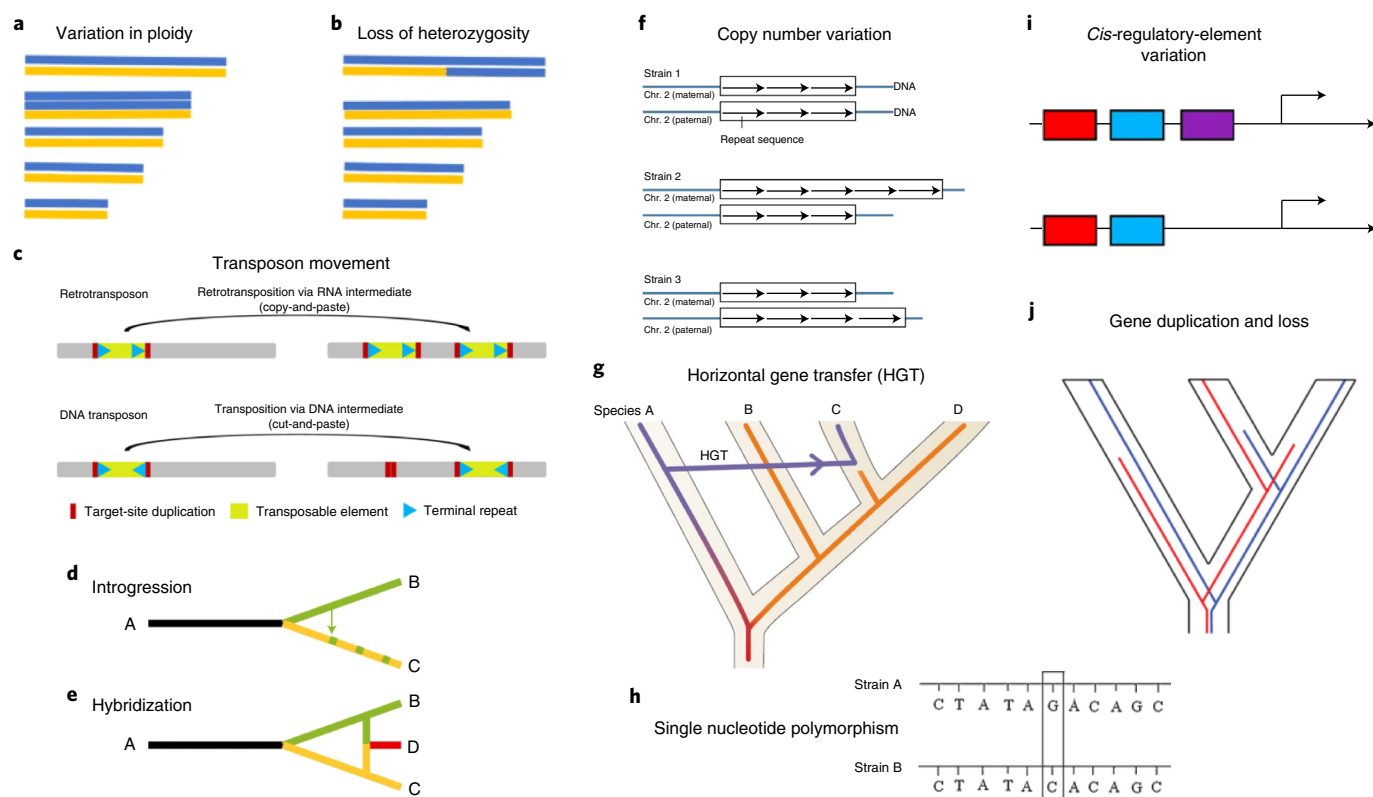 a
Variation in ploidy
b
Loss of heterozygosity
c
Transposon movement
Retrotransposon
Retrotransposition via RNA intermediate
(copy-and-paste)
DNA transposon
Transposition via DNA intermediate
(cut-and-paste)
Target-site duplication
Transposable element
Terminal repeat
d
Introgression
A
B
C
e
Hybridization
A
B
D
C
f
Copy number variation
Strain 1
Chr. 2 (maternal)
DNA
Chr. 2 (paternal)
DNA
Repeat sequence
Strain 2
Chr. 2 (maternal)
Chr. 2 (paternal)
Strain 3
Chr. 2 (maternal)
Chr. 2 (paternal)
g
Horizontal gene transfer (HGT)
Species A
B
C
D
HGT
h
Single nucleotide polymorphism
Strain A
C T A T A G A C A G C
Strain B
C T A T A C A C A G C
i
Cis-regulatory-element
variation
j
Gene duplication and loss